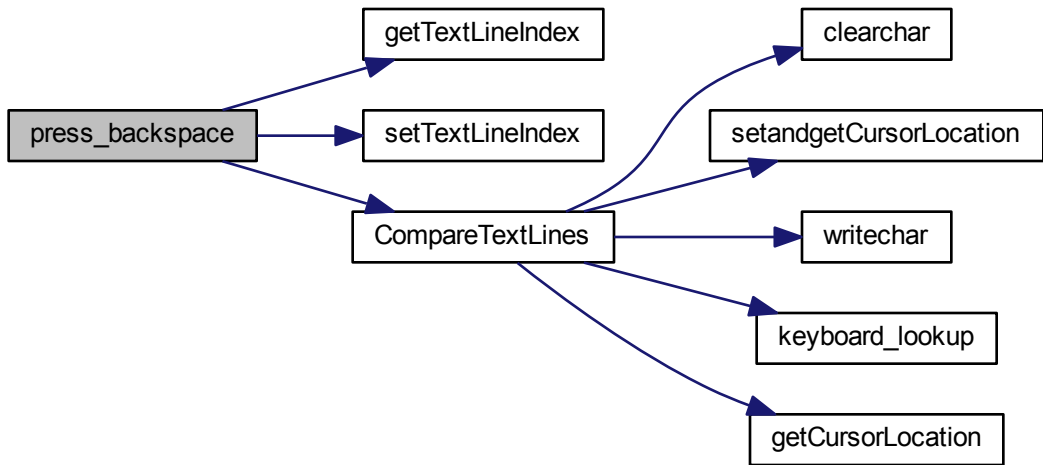 getTextLineIndex
clearchar
press_backspace
setTextLineIndex
setandgetCursorLocation
CompareTextLines
writechar
keyboard_lookup
getCursorLocation